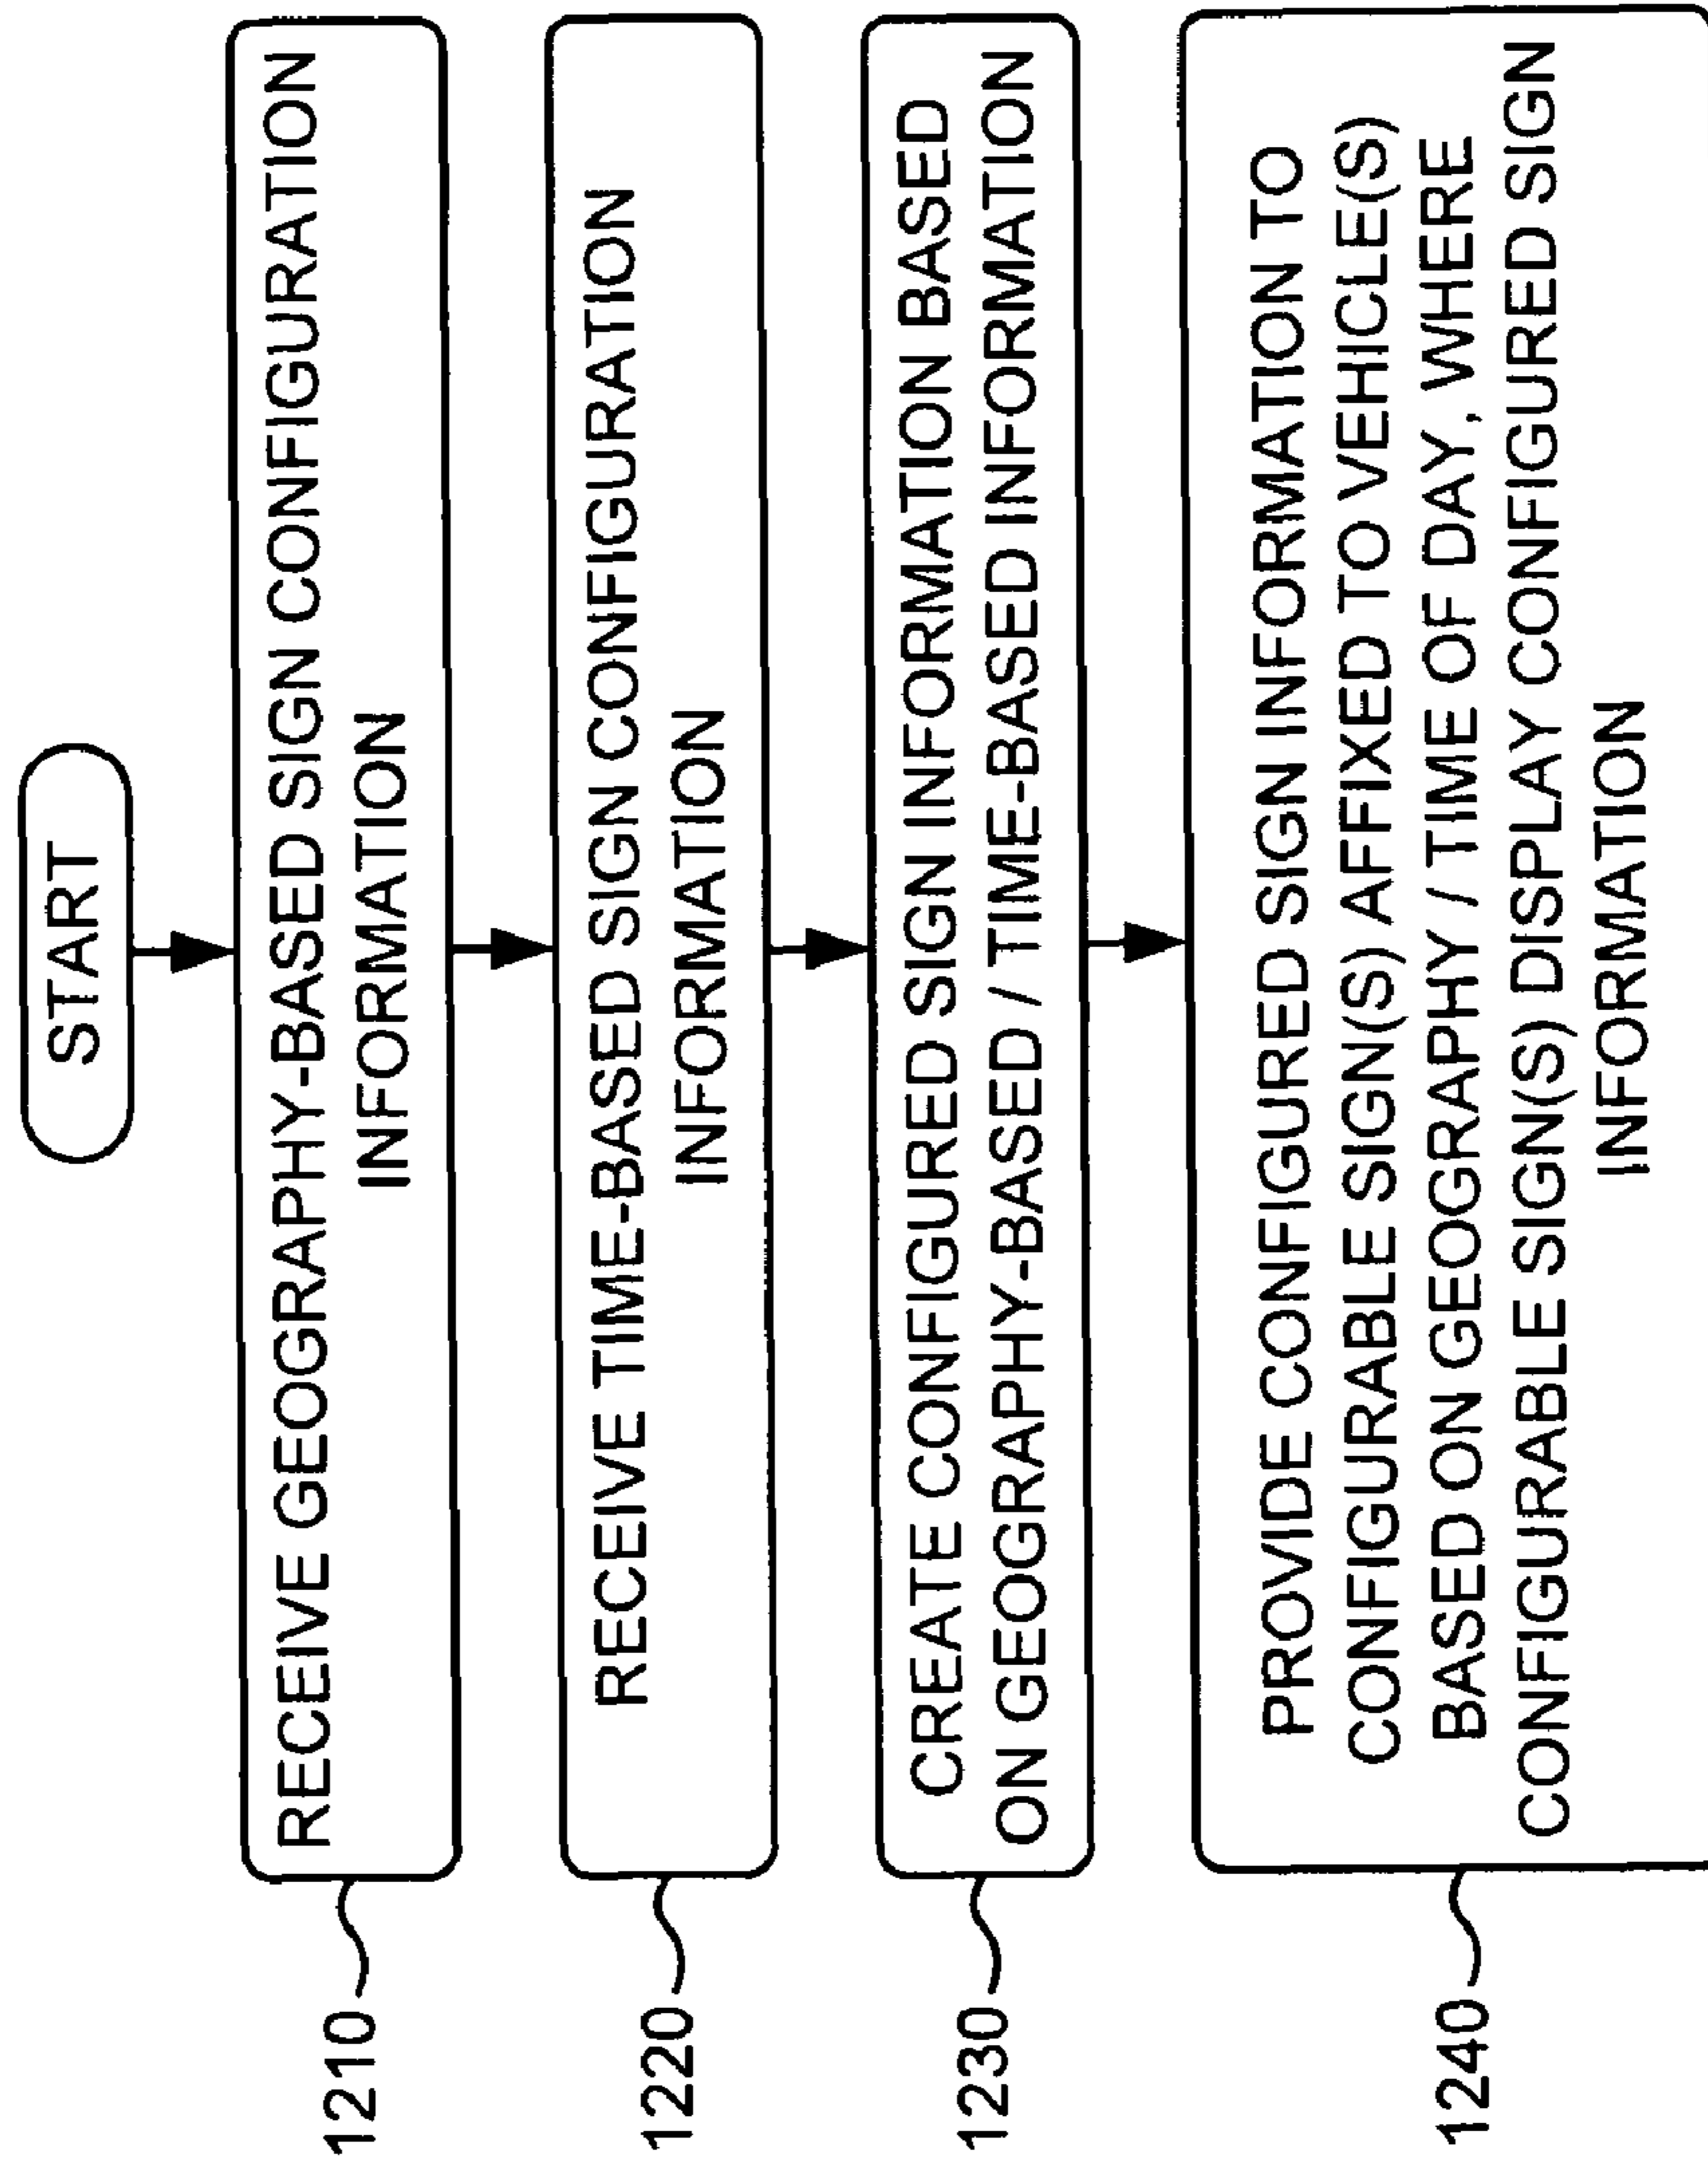 START
RECEIVE GEOGRAPHY-BASED SIGN CONFIGURATION
INFORMATION
1210
RECEIVE TIME-BASED SIGN CONFIGURATION
INFORMATION
1220
CREATE CONFIGURED SIGN INFORMATION BASED
ON GEOGRAPHY-BASED / TIME-BASED INFORMATION
1230
PROVIDE CONFIGURED SIGN INFORMATION TO
CONFIGURABLE SIGN(S) AFFIXED TO VEHICLE(S)
BASED ON GEOGRAPHY / TIME OF DAY, WHERE
CONFIGURABLE SIGN(S) DISPLAY CONFIGURED SIGN
INFORMATION
1240